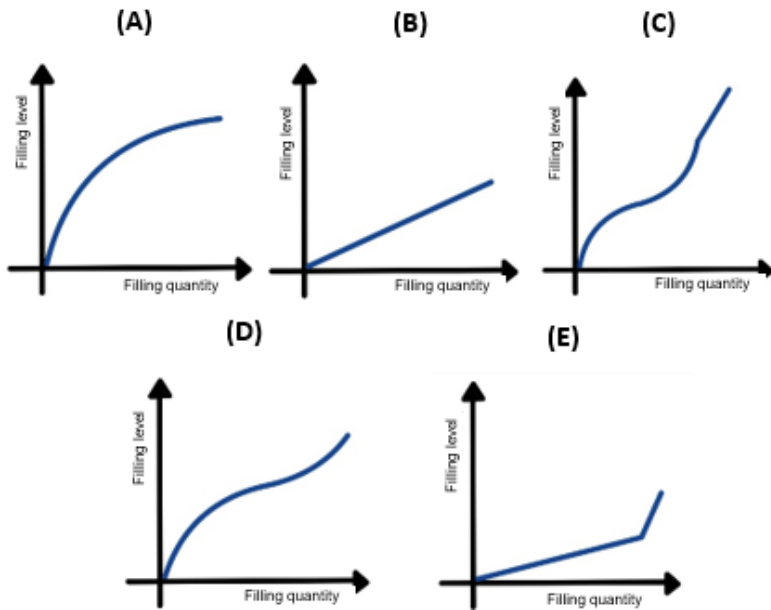 (A)
(B)
(C)
Filling level
Filling quantity
Filling level
Filling quantity
Filling level
Filling quantity
(D)
(E)
Filling level
Filling quantity
Filling level
Filling quantity